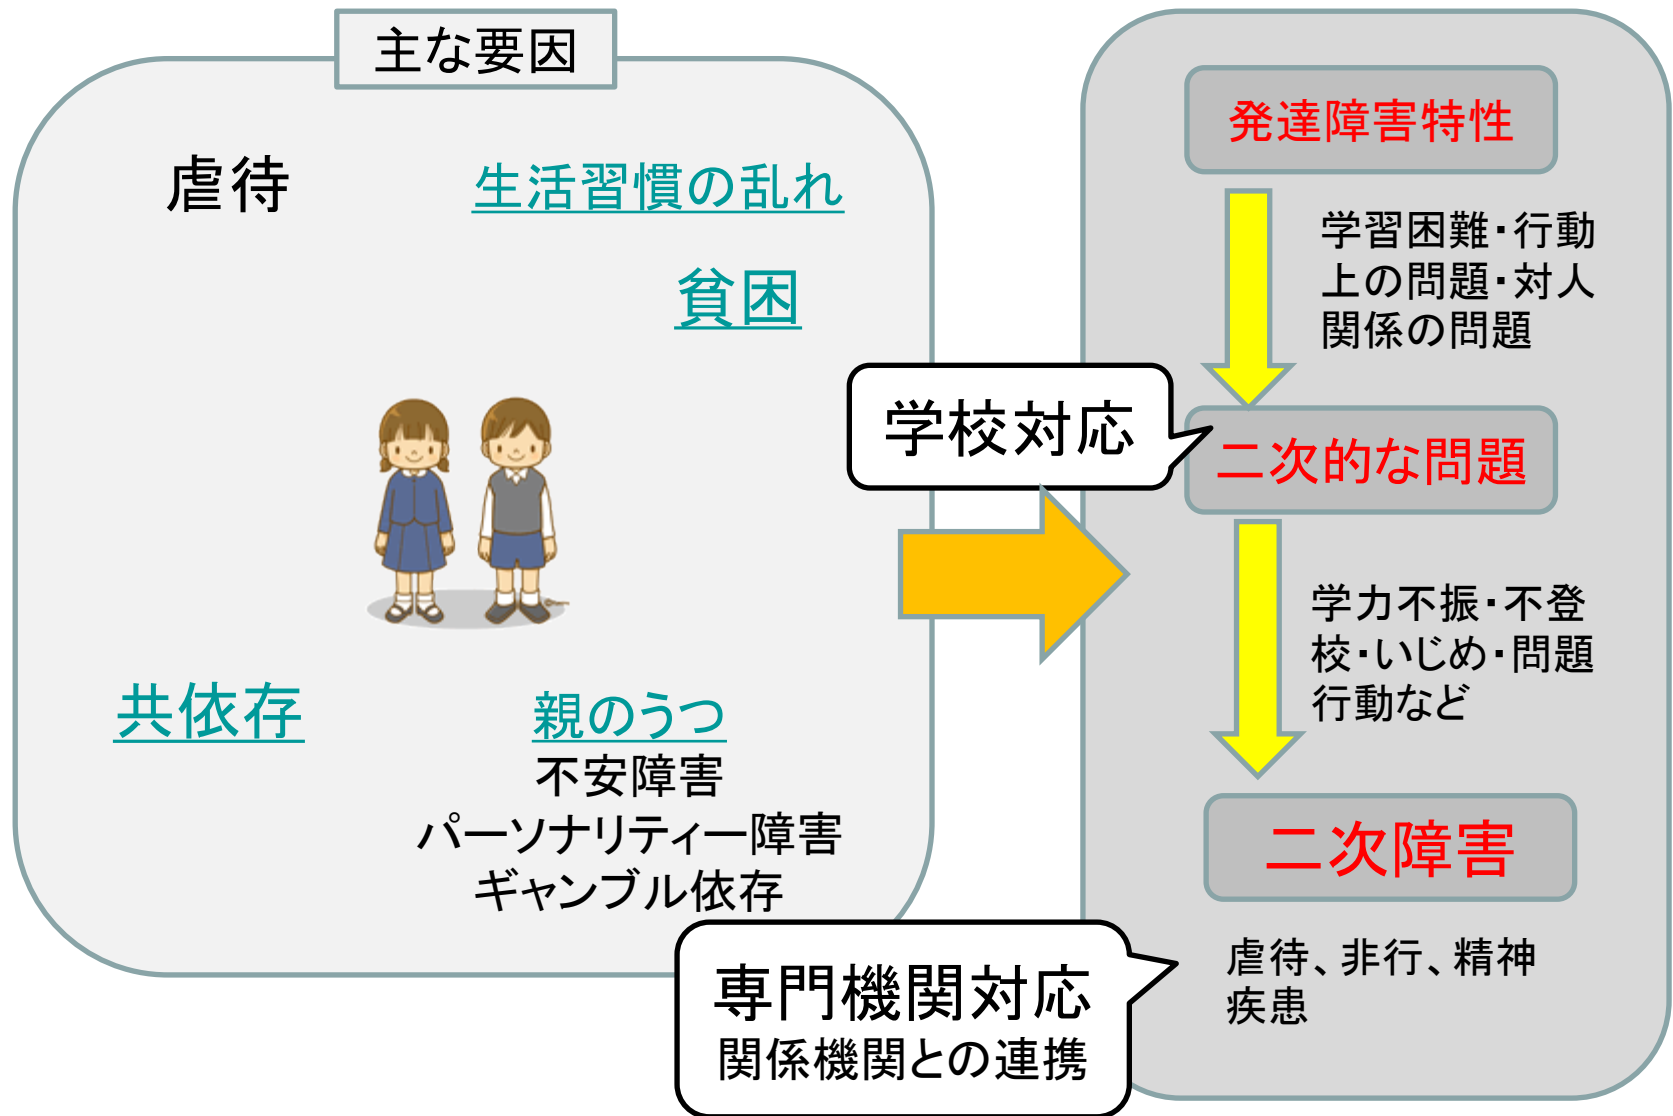 主な要因
虐待
生活習慣の乱れ
貧困
共依存
親のうつ
不安障害
パーソナリティー障害
ギャンブル依存
学校対応
専門機関対応
関係機関との連携
発達障害特性
学習困難・行動
上の問題・対人
関係の問題
二次的な問題
学力不振・不登
校・いじめ・問題
行動など
二次障害
虐待、非行、精神
疾患